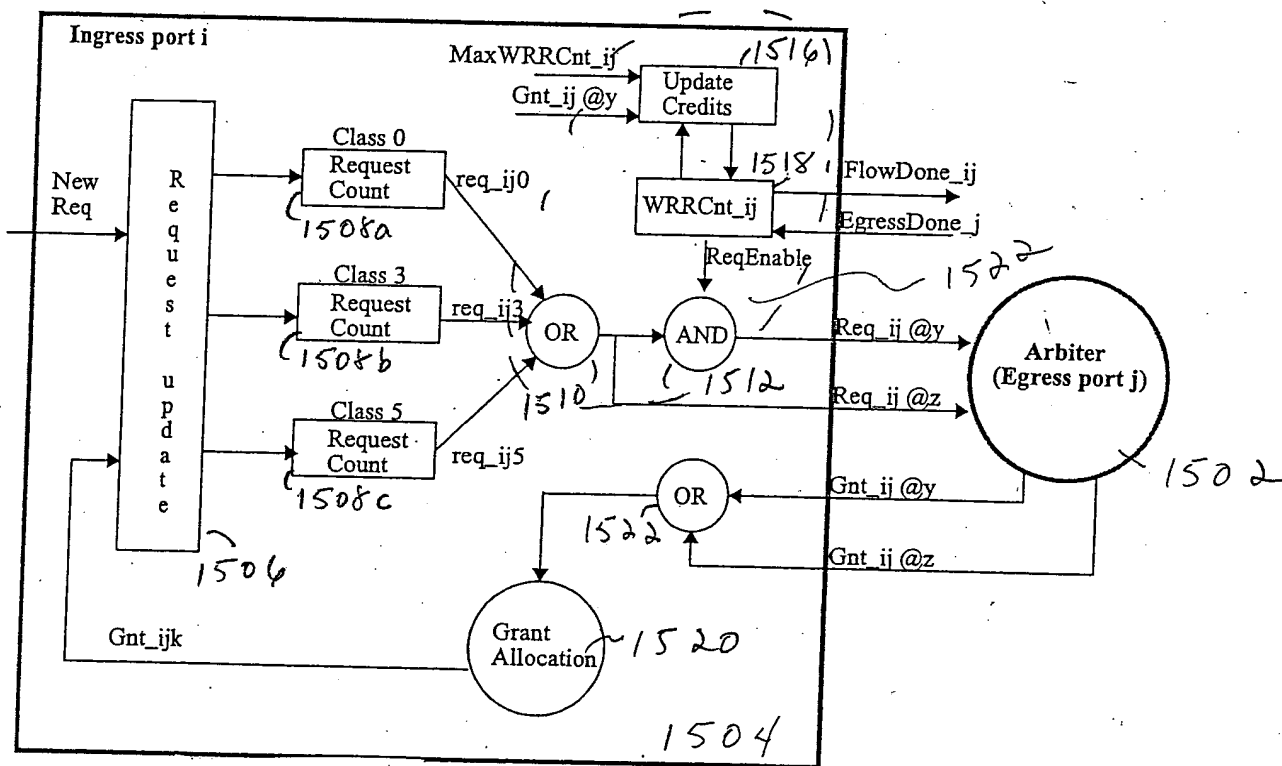 Ingress port i
MaxWRRCnt_ij
(1516)
Update
Credits
Gnt_ij @y
Class 0
Request
Count
1508a
req_ij0
New
Req
Request update
1518
WRRCnt_ij
FlowDone_ij
EgressDone_j
ReqEnable
1522
Class 3
Request
Count
1508b
req_ij3
OR
1510
AND
1512
Req_ij @y
Req_ij @z
Arbiter
(Egress port j)
1502
Class 5
Request
Count
1508c
req_ij5
OR
1522
Gnt_ij @y
Gnt_ij @z
1506
Gnt_ijk
Grant
Allocation
1520
1504